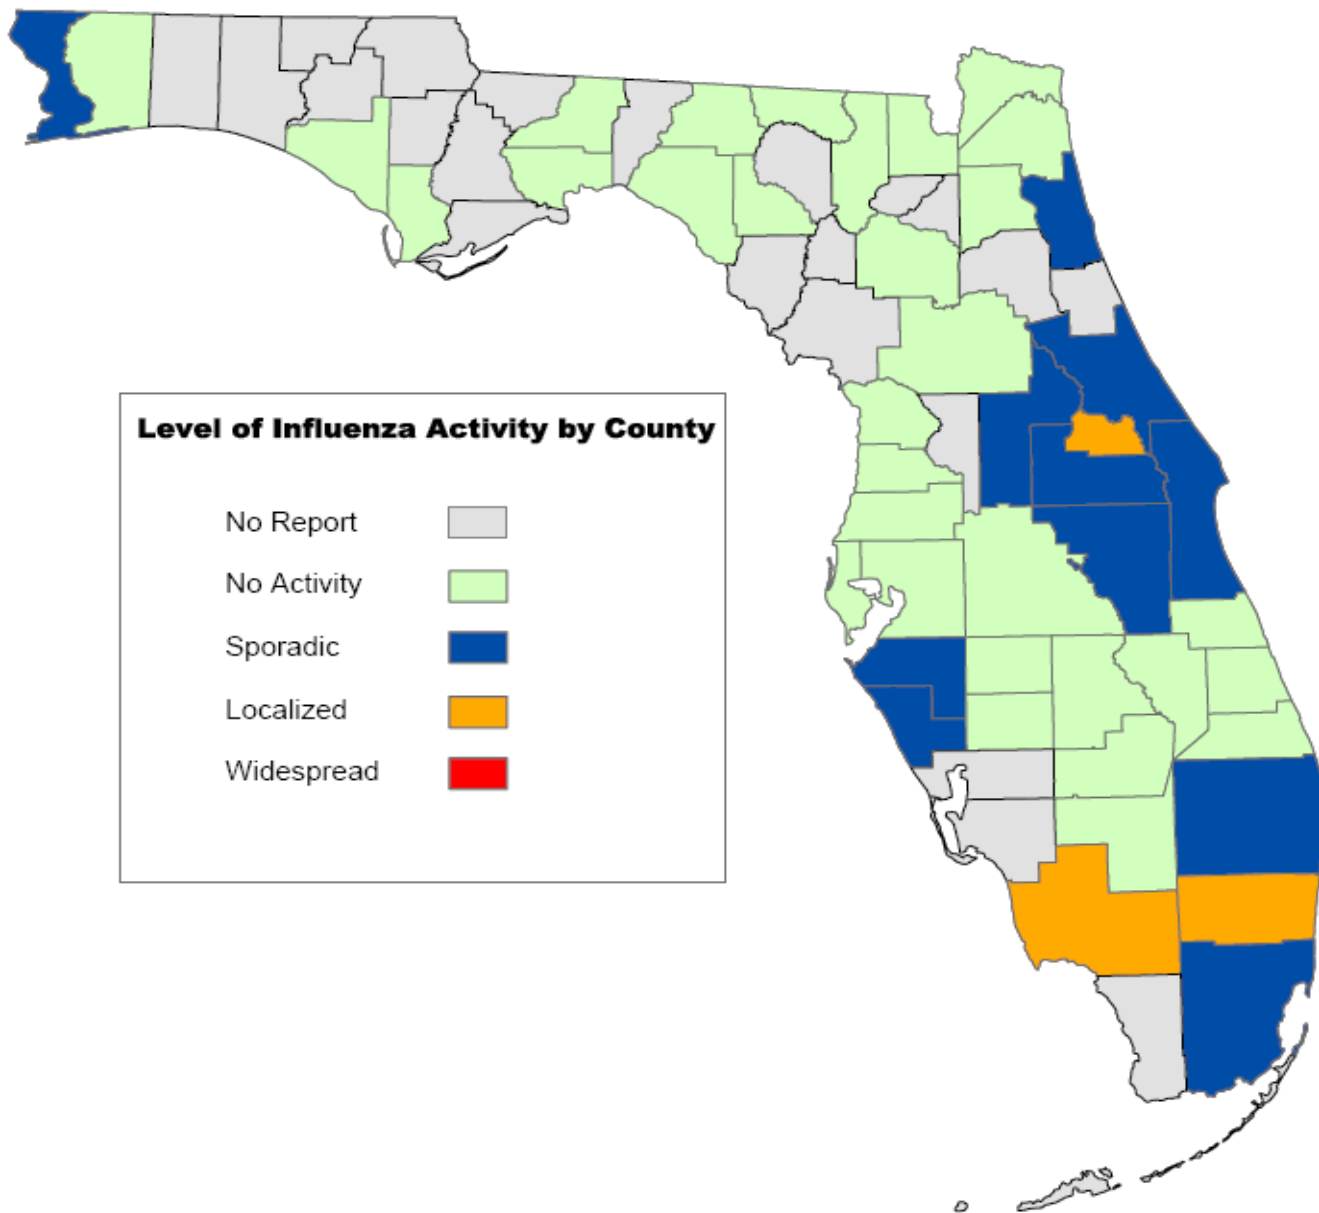 Level of Influenza Activity by County
No Report
No Activity
Sporadic
Localized
Widespread